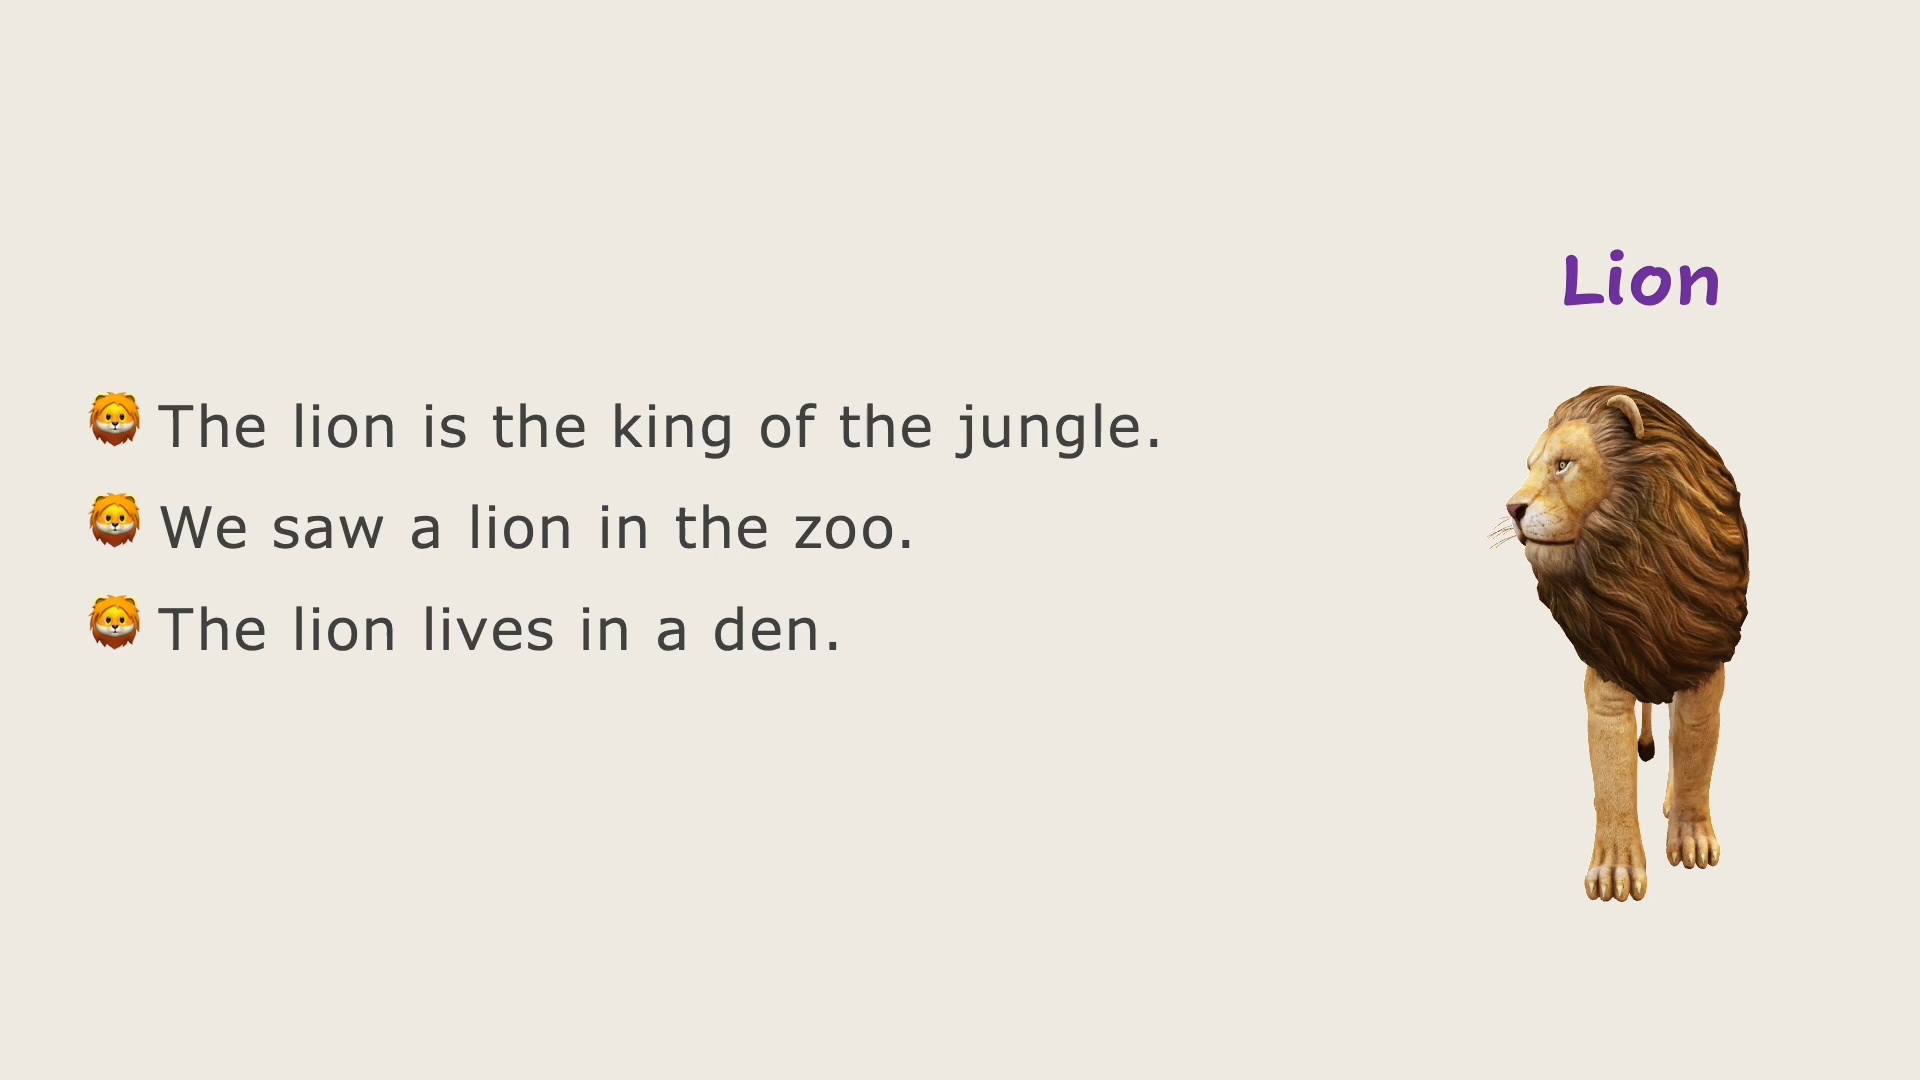 Lion
The lion is the king of the jungle.
We saw a lion in the zoo.
The lion lives in a den.